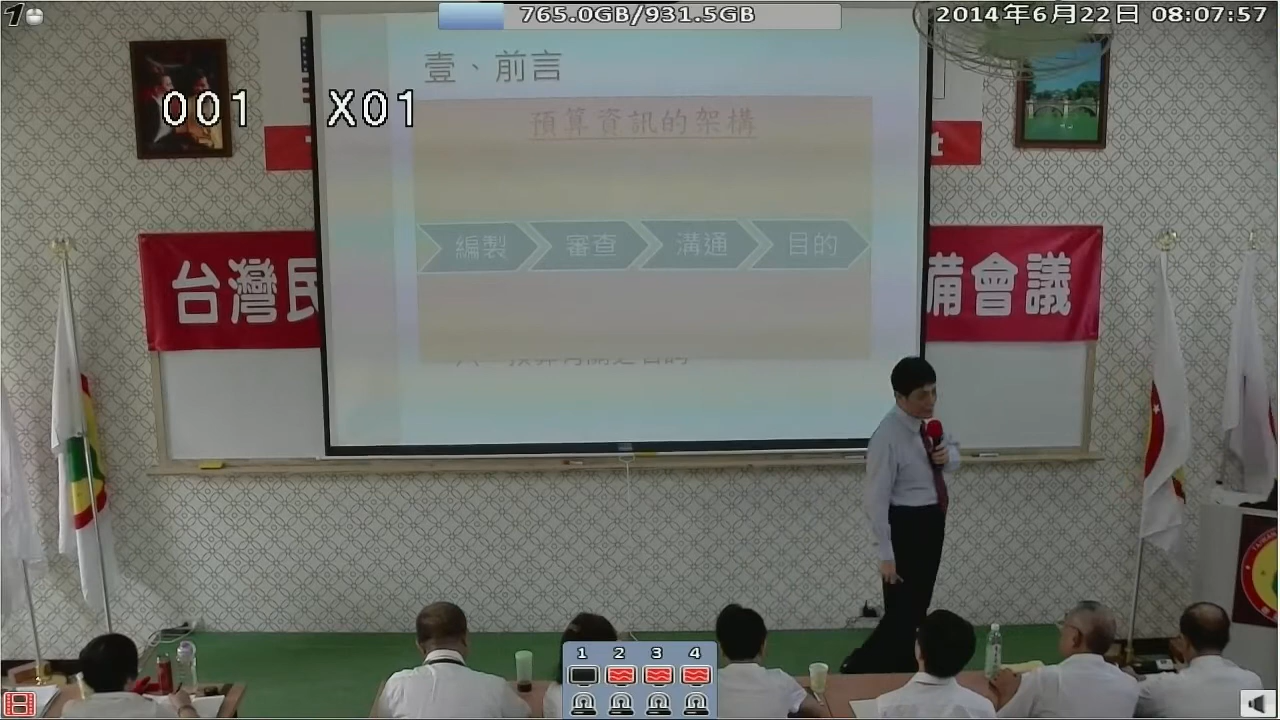 1
765.0GB/931.5GB
2014年6月22日 08:07:57
001 X01
壹、前言
預算資訊的架構
編製
審查
溝通
目的
t
台灣民
備會議
1 2 3 4